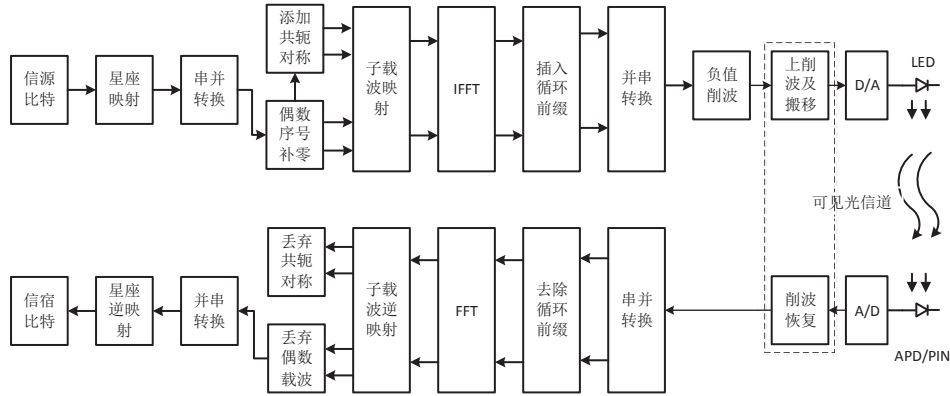 信源
比特
星座
映射
串并
转换
添加
共轭
对称
偶数
序号
补零
子载
波映
射
IFFT
插入
循环
前缀
并串
转换
负值
削波
上削
波及
搬移
D/A
LED
可见光信道
信宿
比特
星座
逆映
射
并串
转换
丢弃
共轭
对称
丢弃
偶数
载波
子载
波逆
映射
FFT
去除
循环
前缀
串并
转换
削波
恢复
A/D
APD/PIN